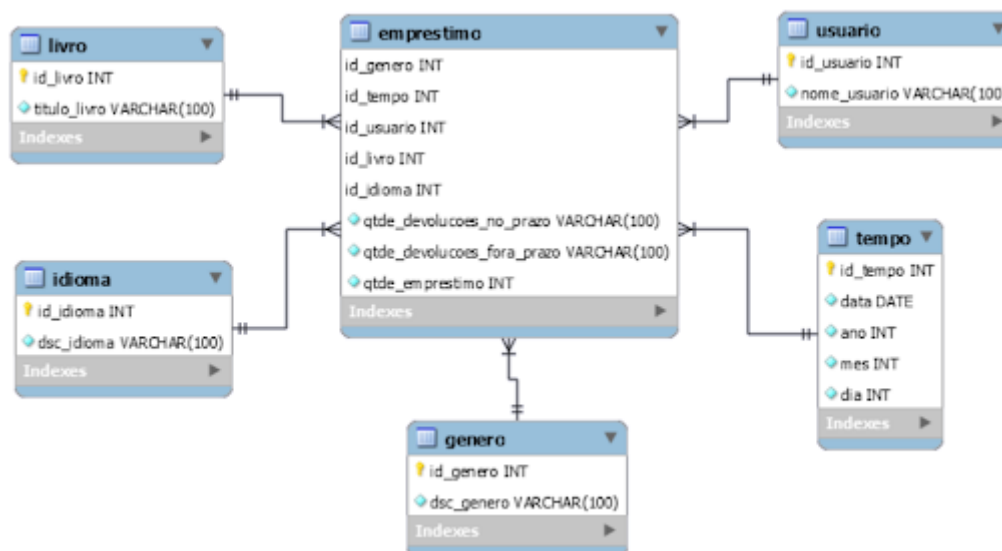 livro
id_livro INT
titulo_livro VARCHAR(100)
Indexes
emprestimo
id_genero INT
id_tempo INT
id_usuario INT
id_livro INT
id_idioma INT
qtde_devolucoes_no_prazo VARCHAR(100)
qtde_devolucoes_fora_prazo VARCHAR(100)
qtde_emprestimo INT
Indexes
usuario
id_usuario INT
nome_usuario VARCHAR(100
Indexes
idioma
id_idioma INT
dsc_idioma VARCHAR(100)
Indexes
tempo
id_tempo INT
data DATE
ano INT
mes INT
dia INT
Indexes
genero
id_genero INT
dsc_genero VARCHAR(100)
Indexes